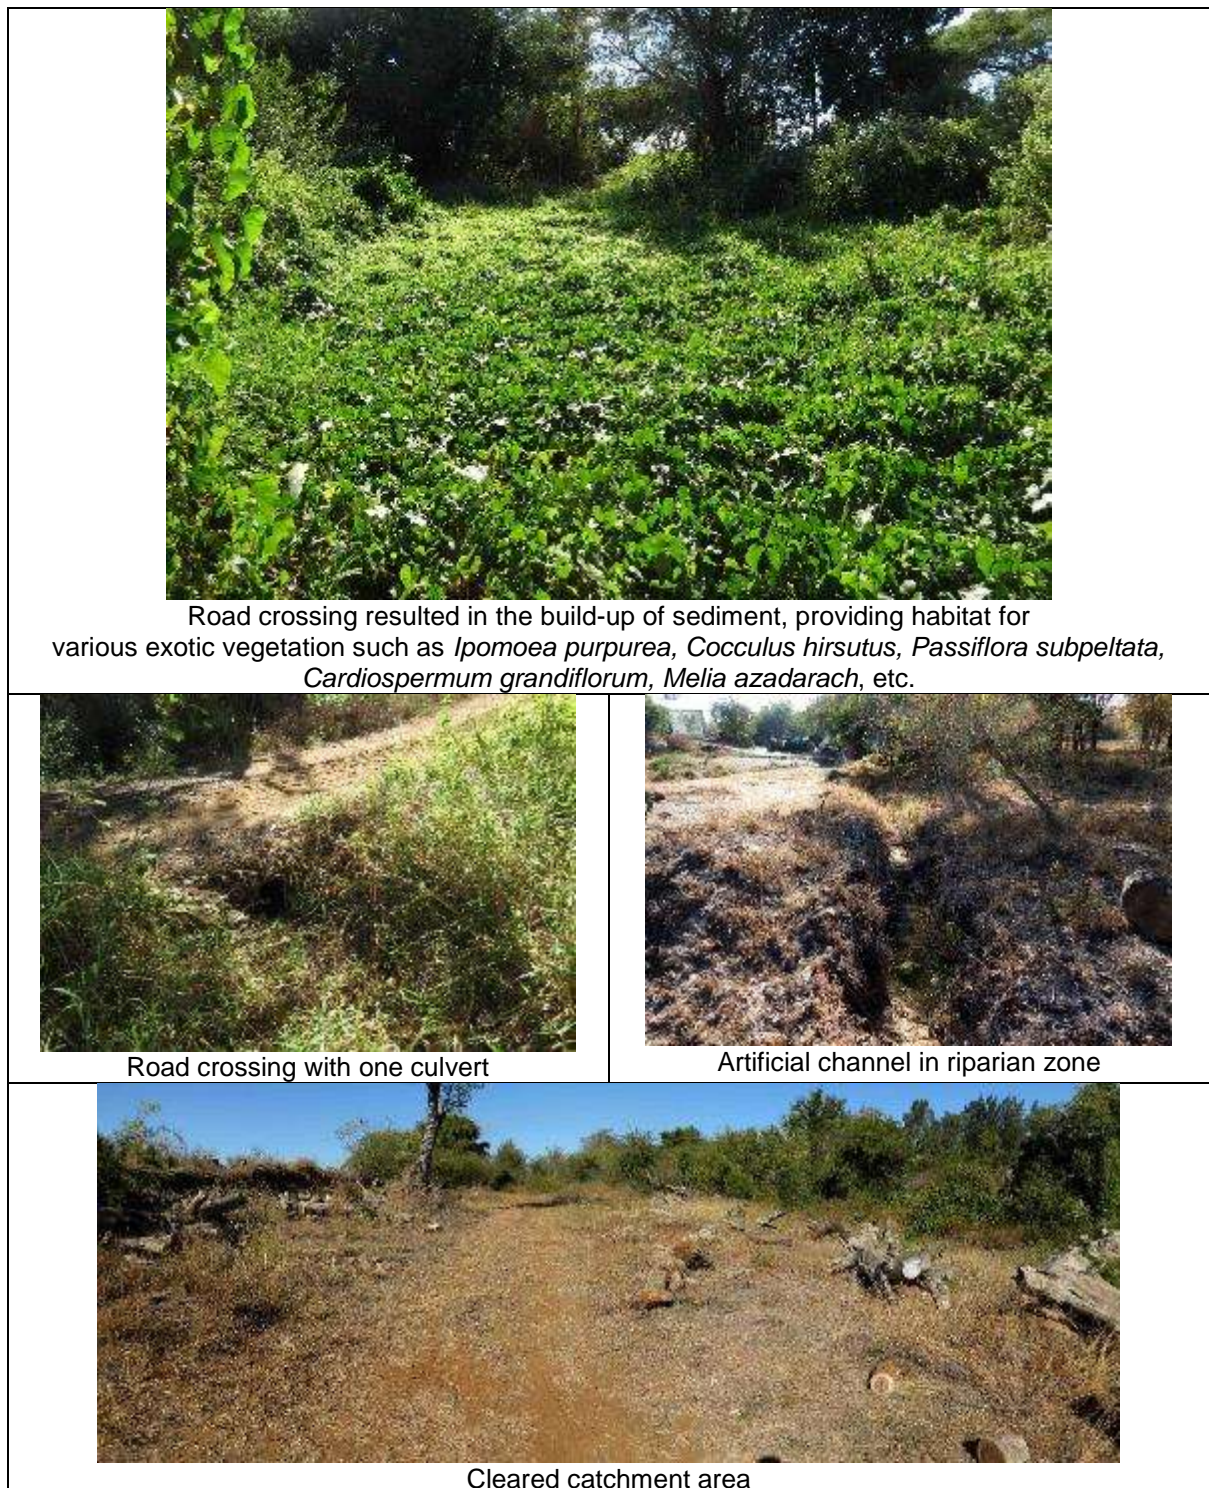 Road crossing resulted in the build-up of sediment, providing habitat for
various exotic vegetation such as Ipomoea purpurea, Cocculus hirsutus, Passiflora subpeltata,
Cardiospermum grandiflorum, Melia azadarach, etc.
Road crossing with one culvert
Artificial channel in riparian zone
Cleared catchment area